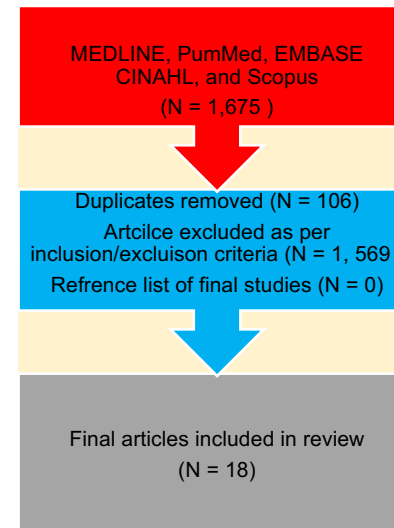 MEDLINE, PumMed, EMBASE
CINAHL, and Scopus
(N = 1,675 )
Duplicates removed (N = 106)
Artcilce excluded as per
inclusion/excluison criteria (N = 1, 569
Refrence list of final studies (N = 0)
Final articles included in review
(N = 18)